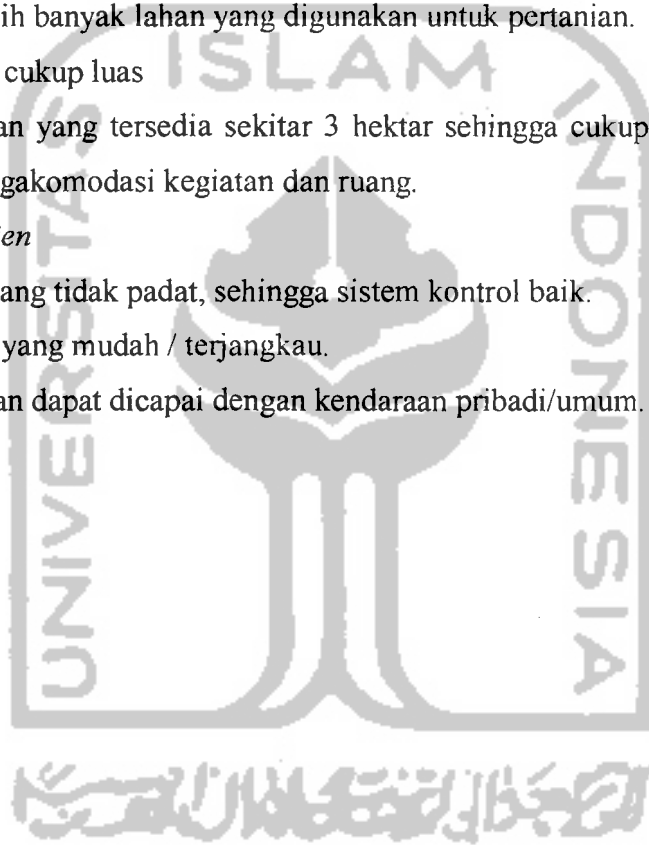 ih banyak lahan yang digunakan untuk pertanian.
cukup luas
an yang tersedia sekitar 3 hektar sehingga cukup
gakomodasi kegiatan dan ruang.
ien
ang tidak padat, sehingga sistem kontrol baik.
yang mudah / terjangkau.
an dapat dicapai dengan kendaraan pribadi/umum.
ISLAM
UNIVERSITAS
INDONESIA